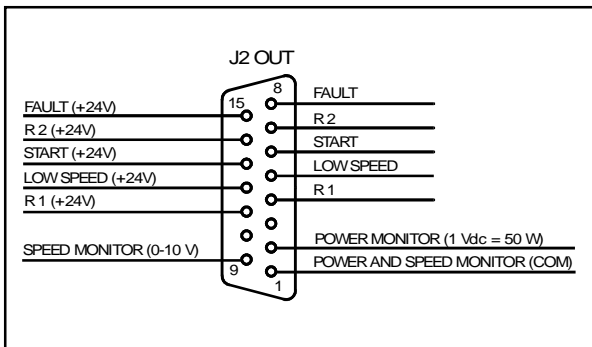 J2 OUT
8
FAULT
15
FAULT (+24V)
R 2
R 2 (+24V)
START
START (+24V)
LOW SPEED
LOW SPEED (+24V)
R 1
R 1 (+24V)
POWER MONITOR (1 Vdc = 50 W)
SPEED MONITOR (0-10 V)
POWER AND SPEED MONITOR (COM)
9
1